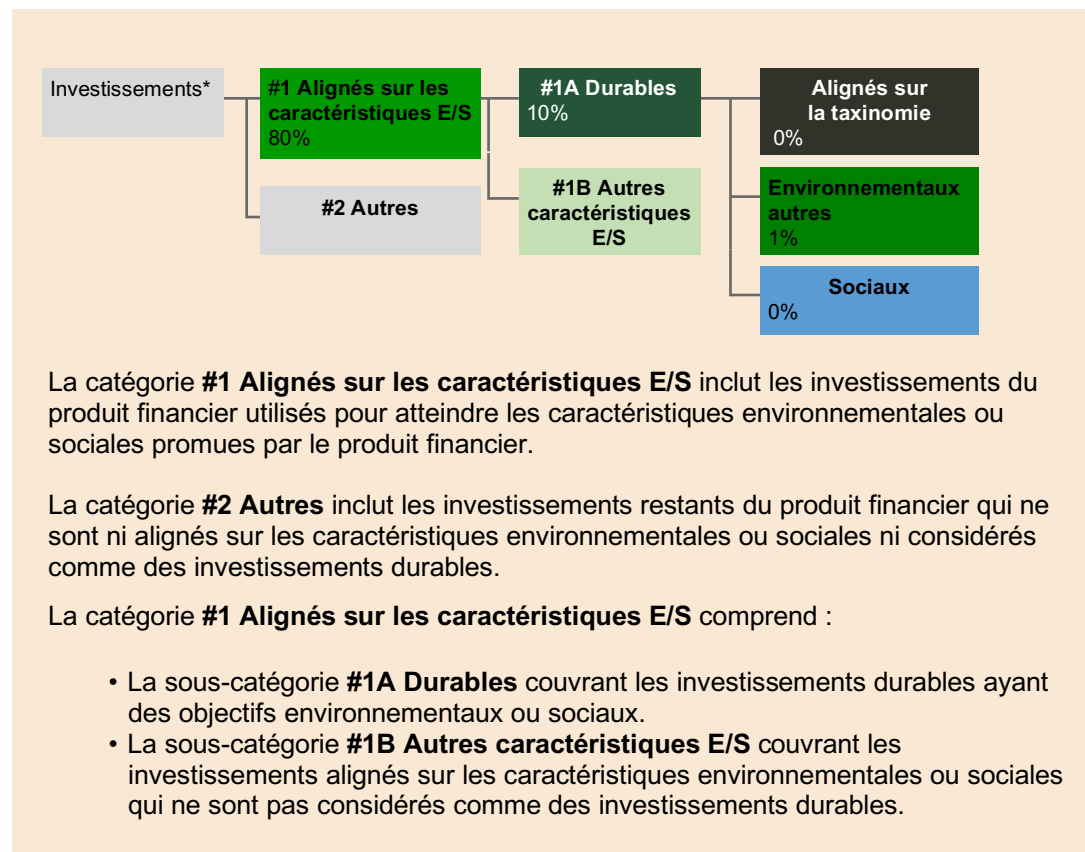 Investissements*
#1 Alignés sur les
caractéristiques E/S
80%
#2 Autres
#1A Durables
10%
#1B Autres
caractéristiques
E/S
Alignés sur
la taxinomie
0%
Environnementaux
autres
1%
Sociaux
0%
La catégorie #1 Alignés sur les caractéristiques E/S inclut les investissements du
produit financier utilisés pour atteindre les caractéristiques environnementales ou
sociales promues par le produit financier.
La catégorie #2 Autres inclut les investissements restants du produit financier qui ne
sont ni alignés sur les caractéristiques environnementales ou sociales ni considérés
comme des investissements durables.
La catégorie #1 Alignés sur les caractéristiques E/S comprend :
• La sous-catégorie #1A Durables couvrant les investissements durables ayant
des objectifs environnementaux ou sociaux.
• La sous-catégorie #1B Autres caractéristiques E/S couvrant les
investissements alignés sur les caractéristiques environnementales ou sociales
qui ne sont pas considérés comme des investissements durables.